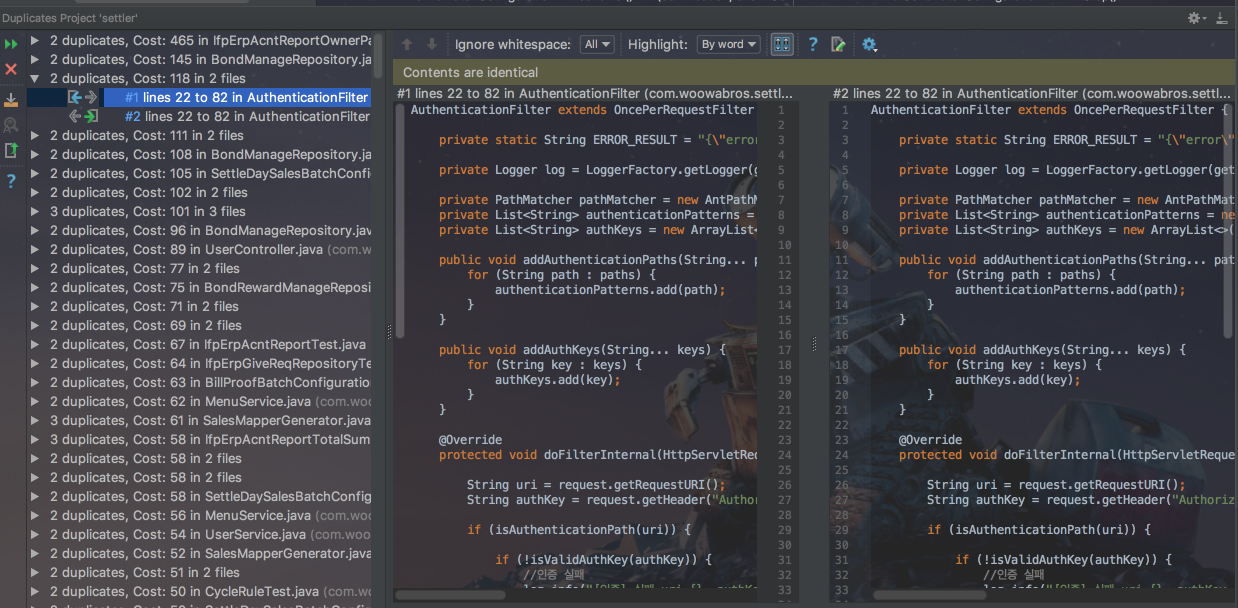 Duplicates Project 'settler'
2 duplicates, Cost: 465 in IfpErpAcntReportOwnerPa
2 duplicates, Cost: 145 in BondManageRepository.ja
2 duplicates, Cost: 118 in 2 files
#1 lines 22 to 82 in AuthenticationFilter
#2 lines 22 to 82 in AuthenticationFilter
2 duplicates, Cost: 111 in 2 files
2 duplicates, Cost: 108 in BondManageRepository.ja
2 duplicates, Cost: 105 in SettleDaySalesBatchConfi
2 duplicates, Cost: 102 in 2 files
3 duplicates, Cost: 101 in 3 files
2 duplicates, Cost: 96 in BondManageRepository.jav
2 duplicates, Cost: 89 in UserController.java (com.w
2 duplicates, Cost: 77 in 2 files
2 duplicates, Cost: 75 in BondRewardManageReposi
2 duplicates, Cost: 71 in 2 files
2 duplicates, Cost: 69 in 2 files
2 duplicates, Cost: 67 in IfpErpAcntReportTest.java
2 duplicates, Cost: 64 in IfpErpGiveReqRepositoryTe
2 duplicates, Cost: 63 in BillProofBatchConfiguratio
2 duplicates, Cost: 62 in MenuService.java (com.woo
3 duplicates, Cost: 61 in SalesMapperGenerator.java
3 duplicates, Cost: 58 in IfpErpAcntReportTotalSum
2 duplicates, Cost: 58 in 2 files
2 duplicates, Cost: 58 in 2 files
2 duplicates, Cost: 58 in SettleDaySalesBatchConfig
2 duplicates, Cost: 56 in MenuService.java (com.woo
2 duplicates, Cost: 54 in UserService.java (com.woo
2 duplicates, Cost: 52 in SalesMapperGenerator.java
2 duplicates, Cost: 51 in 2 files
2 duplicates, Cost: 50 in CycleRuleTest.java (com.w
Ignore whitespace: All Highlight: By word ?
Contents are identical
#1 lines 22 to 82 in AuthenticationFilter (com.woowabros.settl...
AuthenticationFilter extends OncePerRequestFilter 1
2
private static String ERROR_RESULT = "{\"erro 3
4
private Logger log = LoggerFactory.getLogger(g 5
6
private PathMatcher pathMatcher = new AntPathM 7
private List<String> authenticationPatterns = 8
private List<String> authKeys = new ArrayList< 9
10
public void addAuthenticationPaths(String... p 11
for (String path : paths) { 12
authenticationPatterns.add(path); 13
} 14
} 15
16
public void addAuthKeys(String... keys) { 17
for (String key : keys) { 18
authKeys.add(key); 19
} 20
} 21
22
@Override 23
protected void doFilterInternal(HttpServletReq 24
25
String uri = request.getRequestURI(); 26
String authKey = request.getHeader("Author 27
28
if (isAuthenticationPath(uri)) { 29
30
if (!isValidAuthKey(authKey)) { 31
//인증 실패 32
33
#2 lines 22 to 82 in AuthenticationFilter (com.woowabros.settl...
1 AuthenticationFilter extends OncePerRequestFilter {
2
3 private static String ERROR_RESULT = "{\"error\"
4
5 private Logger log = LoggerFactory.getLogger(get
6
7 private PathMatcher pathMatcher = new AntPathMat
8 private List<String> authenticationPatterns = ne
9 private List<String> authKeys = new ArrayList<>(
10
11 public void addAuthenticationPaths(String... pat
12 for (String path : paths) {
13 authenticationPatterns.add(path);
14 }
15 }
16
17 public void addAuthKeys(String... keys) {
18 for (String key : keys) {
19 authKeys.add(key);
20 }
21 }
22
23 @Override
24 protected void doFilterInternal(HttpServletReque
25
26 String uri = request.getRequestURI();
27 String authKey = request.getHeader("Authoriz
28
29 if (isAuthenticationPath(uri)) {
30
31 if (!isValidAuthKey(authKey)) {
32 //인증 실패
33